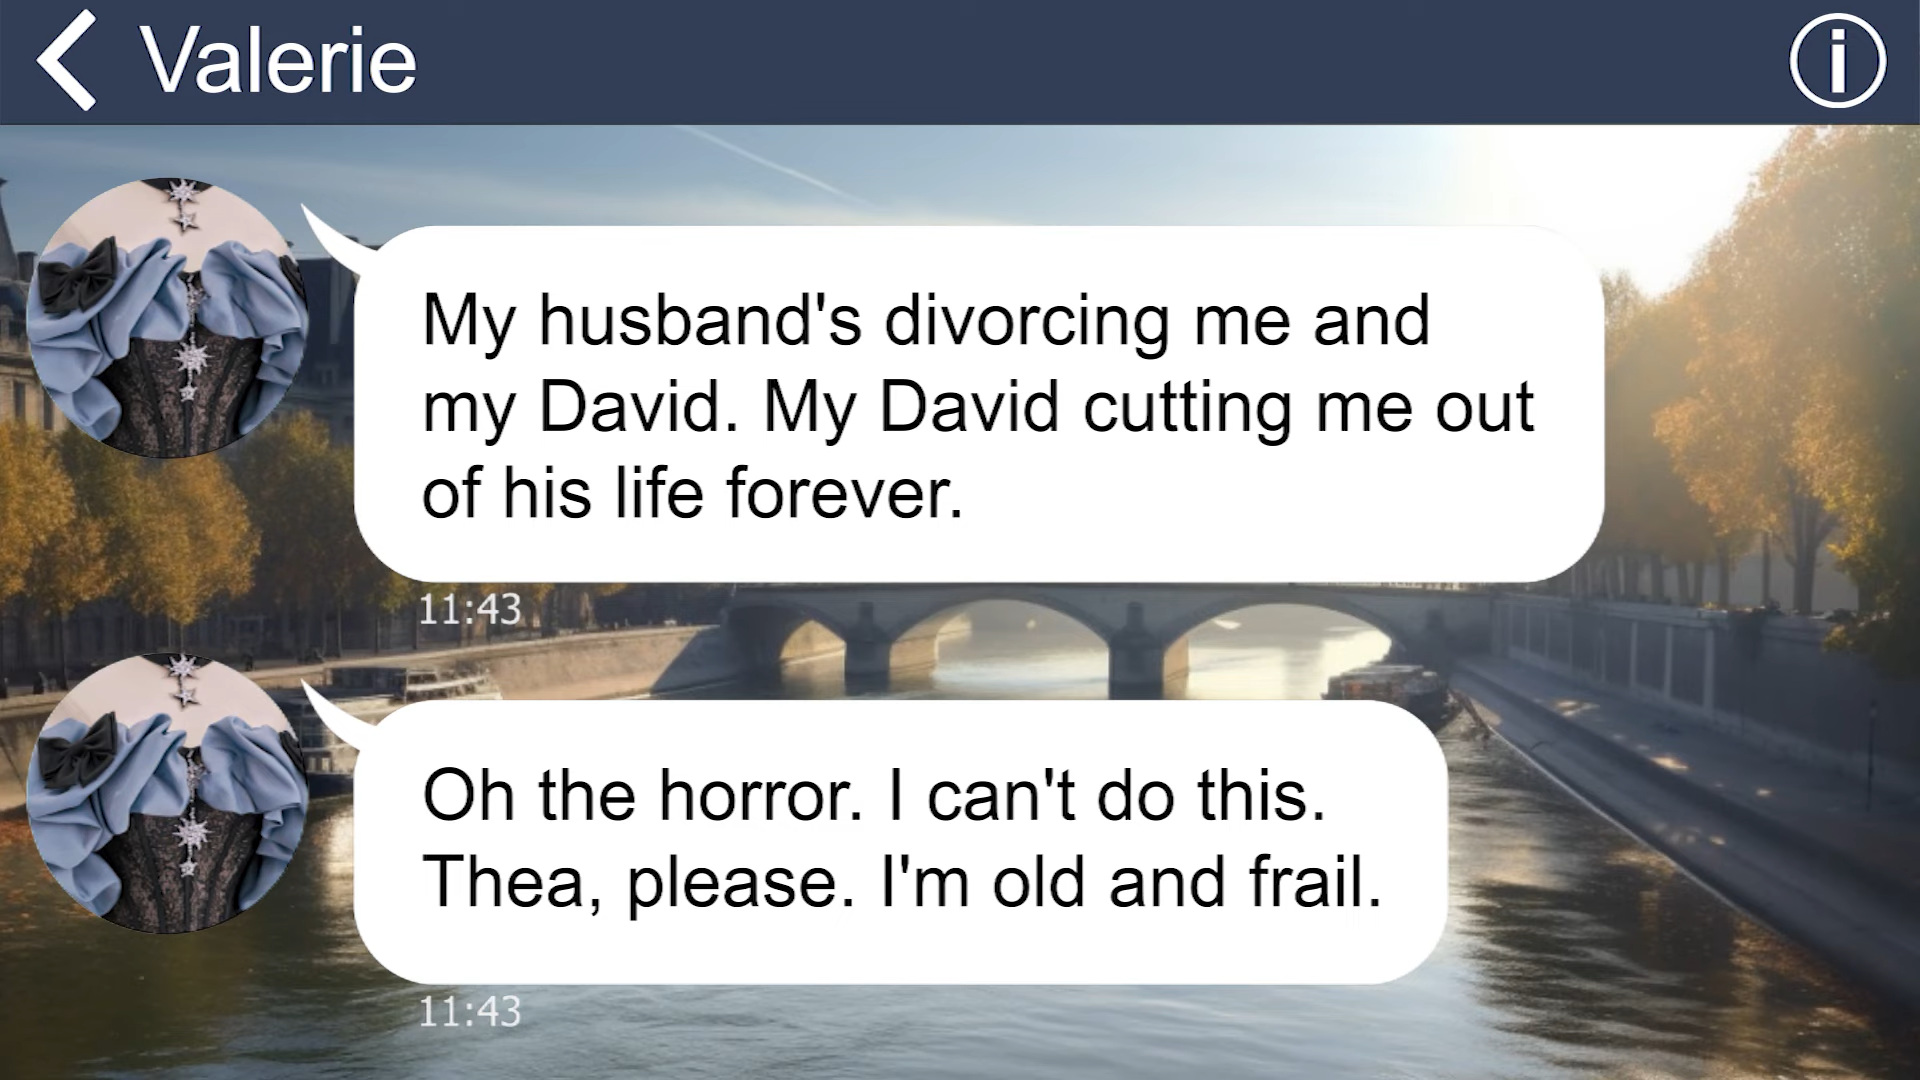 Valerie
My husband's divorcing me and
my David. My David cutting me out
of his life forever.
11:43
Oh the horror. I can't do this.
Thea, please. I'm old and frail.
11:43